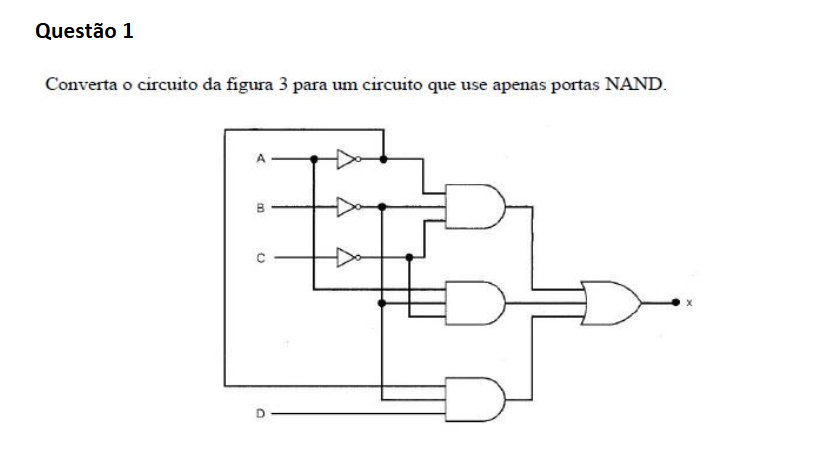 Questão 1
Converta o circuito da figura 3 para um circuito que use apenas portas NAND.
A
B
C
x
D